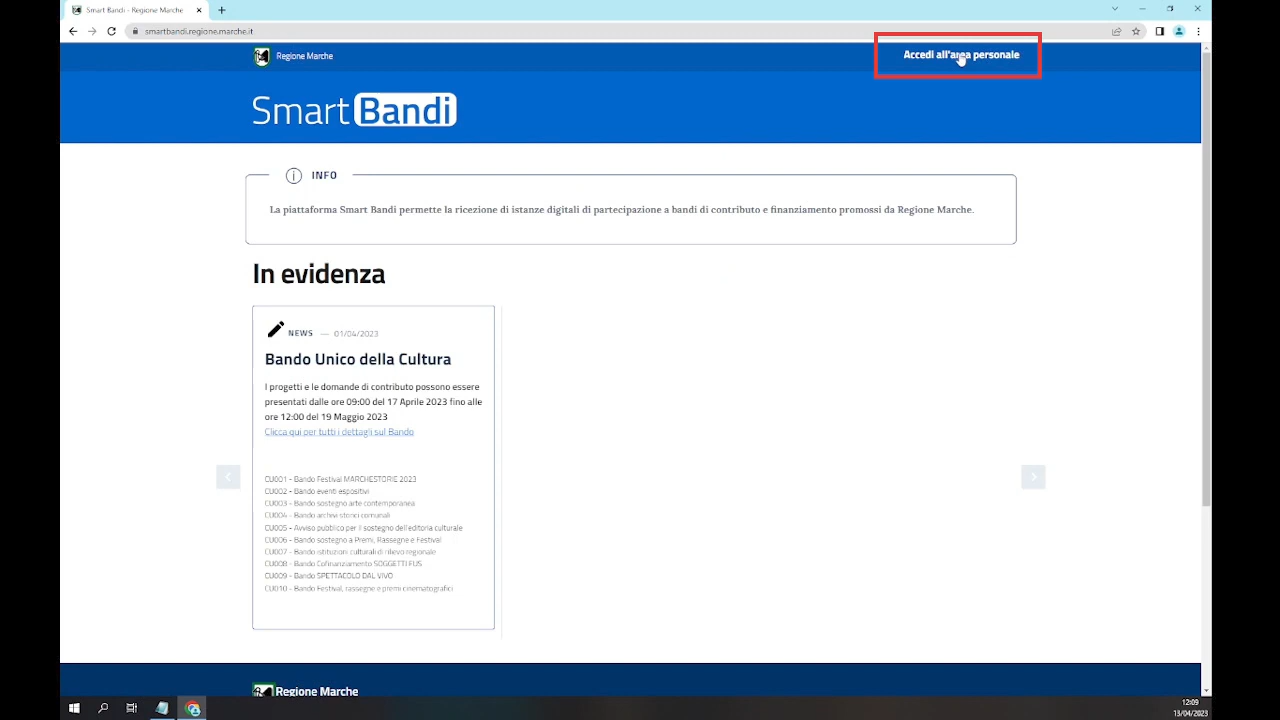 Smart Bandi - Regione Marche
smartbandi.regione.marche.it
Regione Marche
Accedi all'area personale
Smart Bandi
INFO
La piattaforma Smart Bandi permette la ricezione di istanze digitali di partecipazione a bandi di contributo e finanziamento promossi da Regione Marche.
In evidenza
NEWS — 01/04/2023
Bando Unico della Cultura
I progetti e le domande di contributo possono essere
presentati dalle ore 09:00 del 17 Aprile 2023 fino alle
ore 12:00 del 19 Maggio 2023
Clicca qui per tutti i dettagli sul Bando
CU001 - Bando Festival MARCHESTORIE 2023
CU002 - Bando eventi espositivi
CU003 - Bando sostegno arte contemporanea
CU004 - Bando archivi storici comunali
CU005 - Avviso pubblico per il sostegno dell'editoria culturale
CU006 - Bando sostegno a Premi, Rassegne e Festival
CU007 - Bando istituzioni culturali di rilievo regionale
CU008 - Bando Cofinanziamento SOGGETTI FUS
CU009 - Bando SPETTACOLO DAL VIVO
CU010 - Bando Festival, rassegne e premi cinematografici
Regione Marche
12:09
13/04/2023